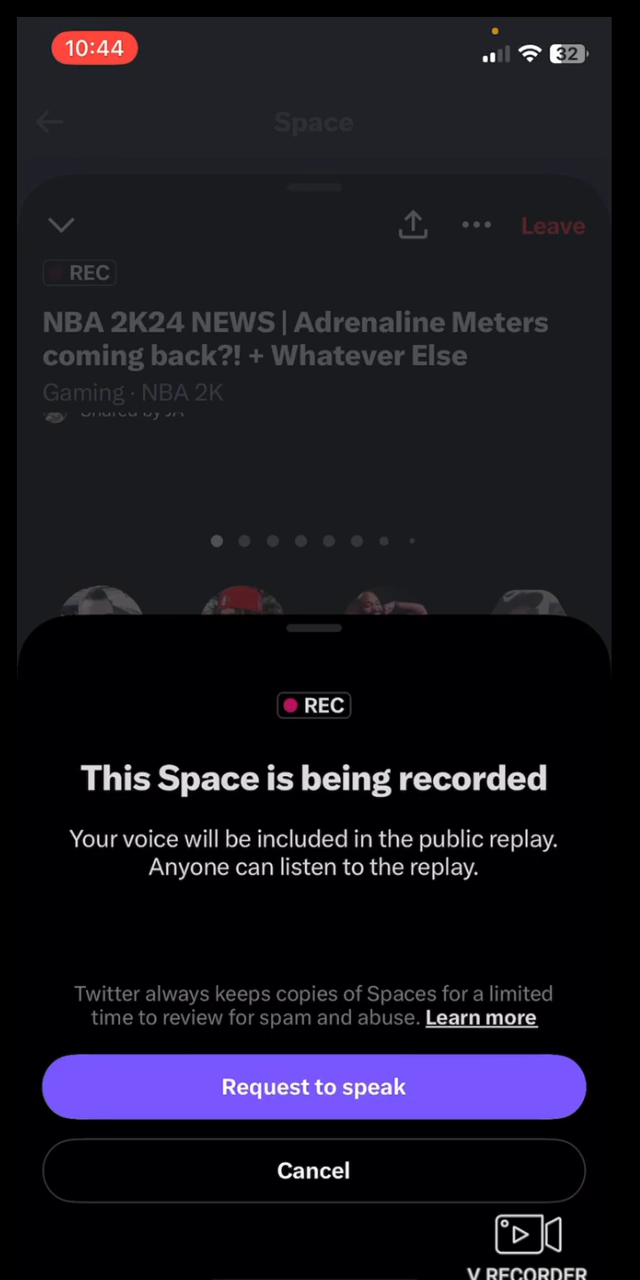 10:44
32
Space
Leave
REC
NBA 2K24 NEWS | Adrenaline Meters
coming back?! + Whatever Else
Gaming · NBA 2K
Shared by JA
REC
This Space is being recorded
Your voice will be included in the public replay.
Anyone can listen to the replay.
Twitter always keeps copies of Spaces for a limited
time to review for spam and abuse. Learn more
Request to speak
Cancel
V RECORDER